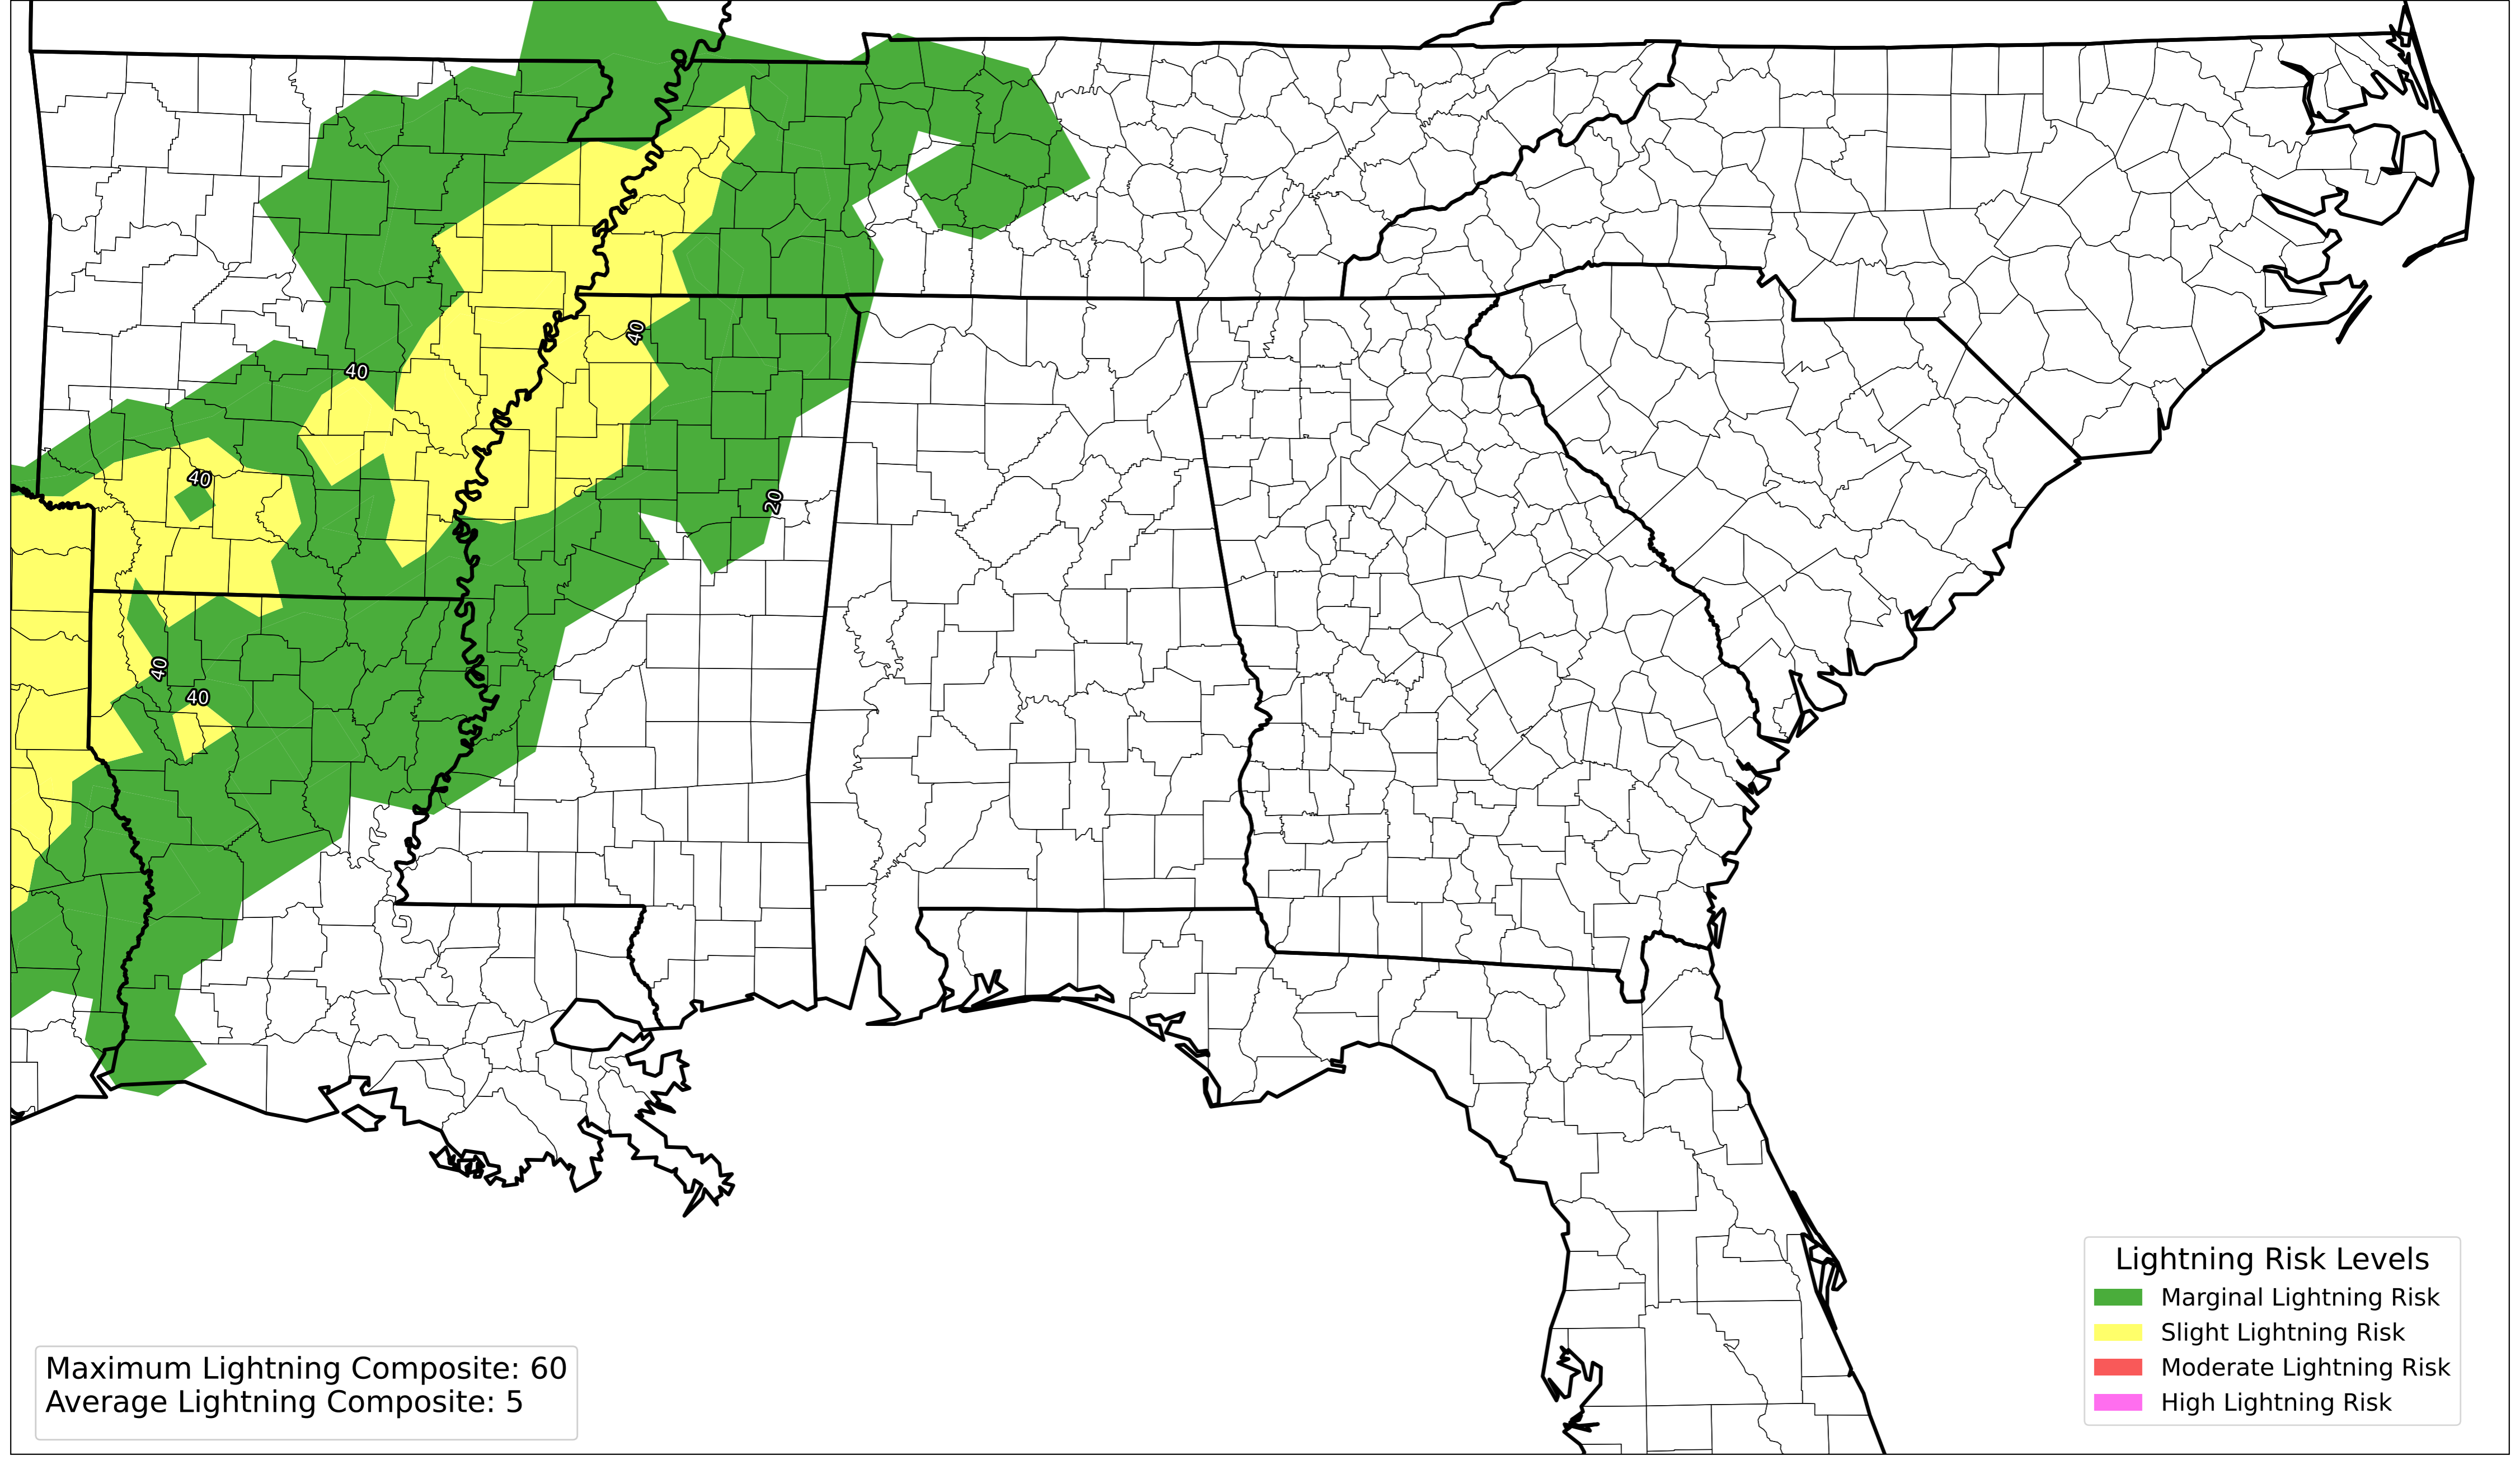 40
40
40
20
40
40
Lightning Risk Levels
Marginal Lightning Risk
Slight Lightning Risk
Moderate Lightning Risk
High Lightning Risk
Maximum Lightning Composite: 60
Average Lightning Composite: 5